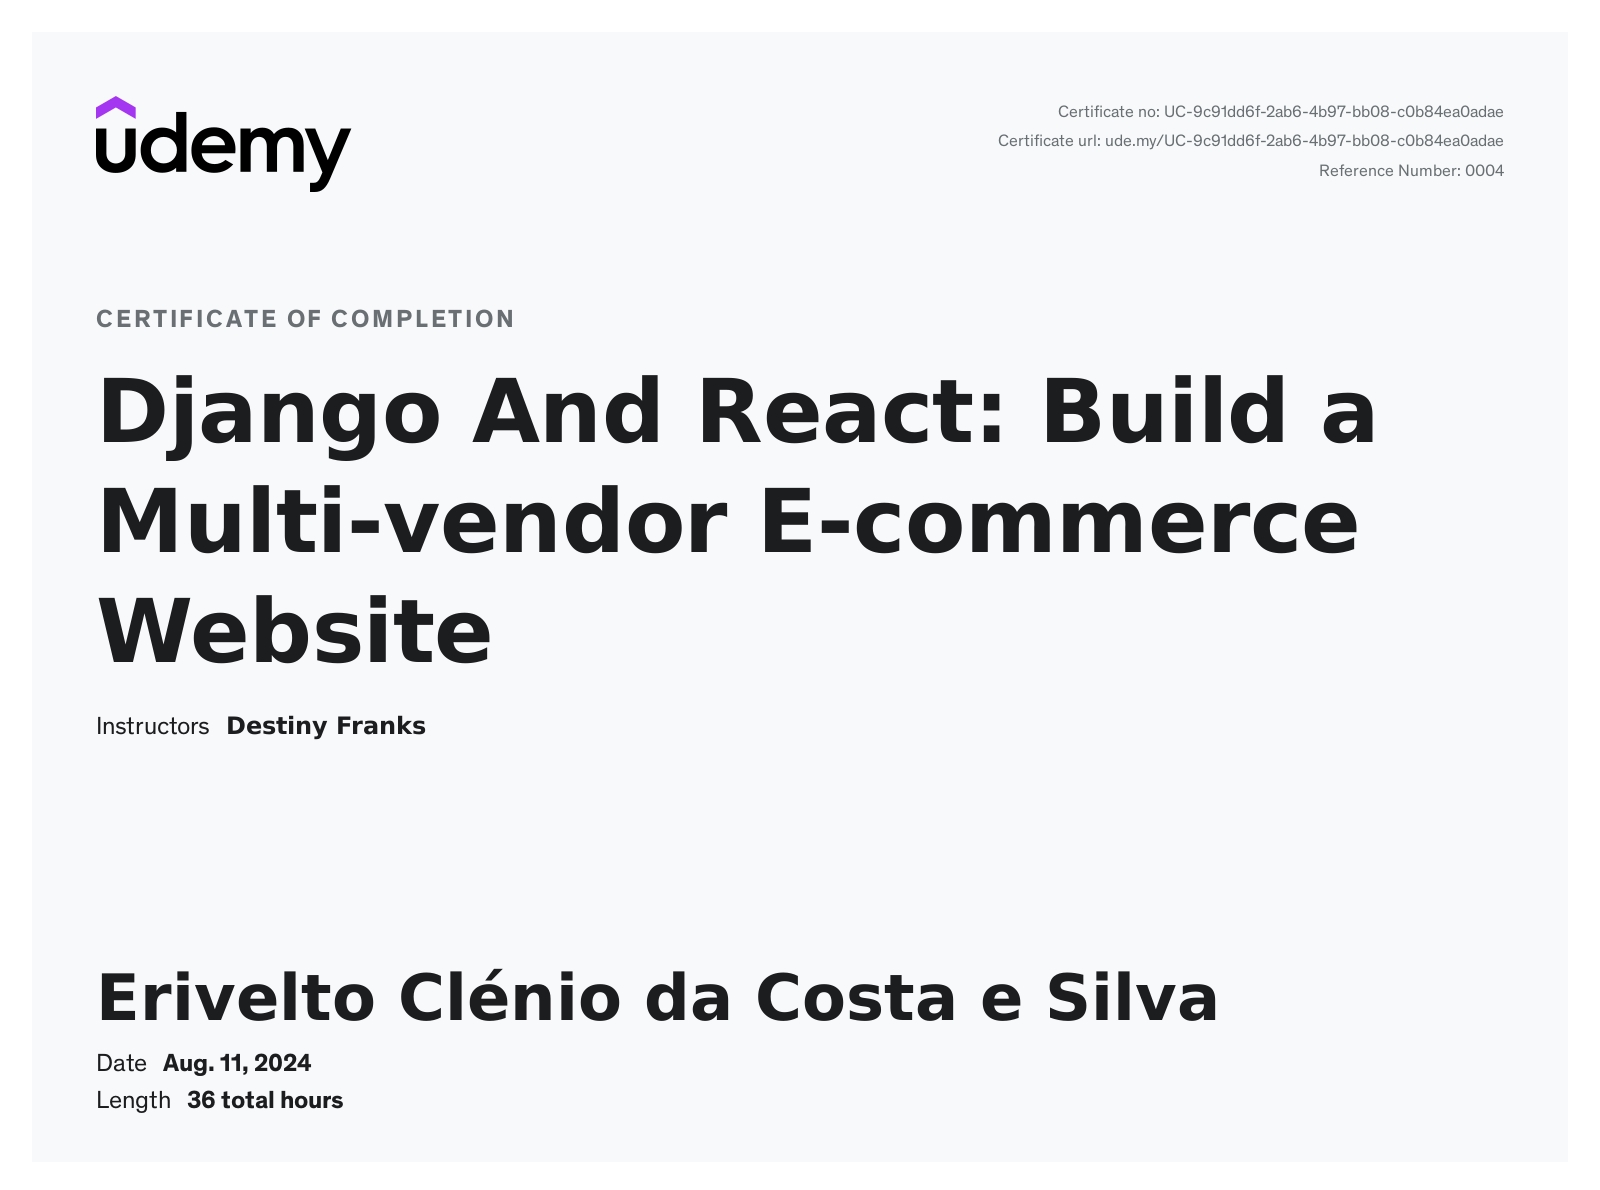 udemy
Certificate no: UC-9c91dd6f-2ab6-4b97-bb08-c0b84ea0adae
Certificate url: ude.my/UC-9c91dd6f-2ab6-4b97-bb08-c0b84ea0adae
Reference Number: 0004
CERTIFICATE OF COMPLETION
Django And React: Build a
Multi-vendor E-commerce
Website
Instructors Destiny Franks
Erivelto Clénio da Costa e Silva
Date Aug. 11, 2024
Length 36 total hours